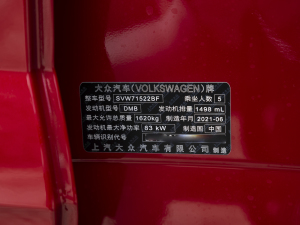 大众汽车(VOLKSWAGEN)牌
整车型号 SVW71522BF 乘坐人数 5
发动机型号 DMB 发动机排量 1498 mL
最大允许总质量 1620kg 制造年月 2021-06
发动机最大净功率 83 kW 制造国 中国
车辆识别代号
上汽大众汽车有限公司 制造